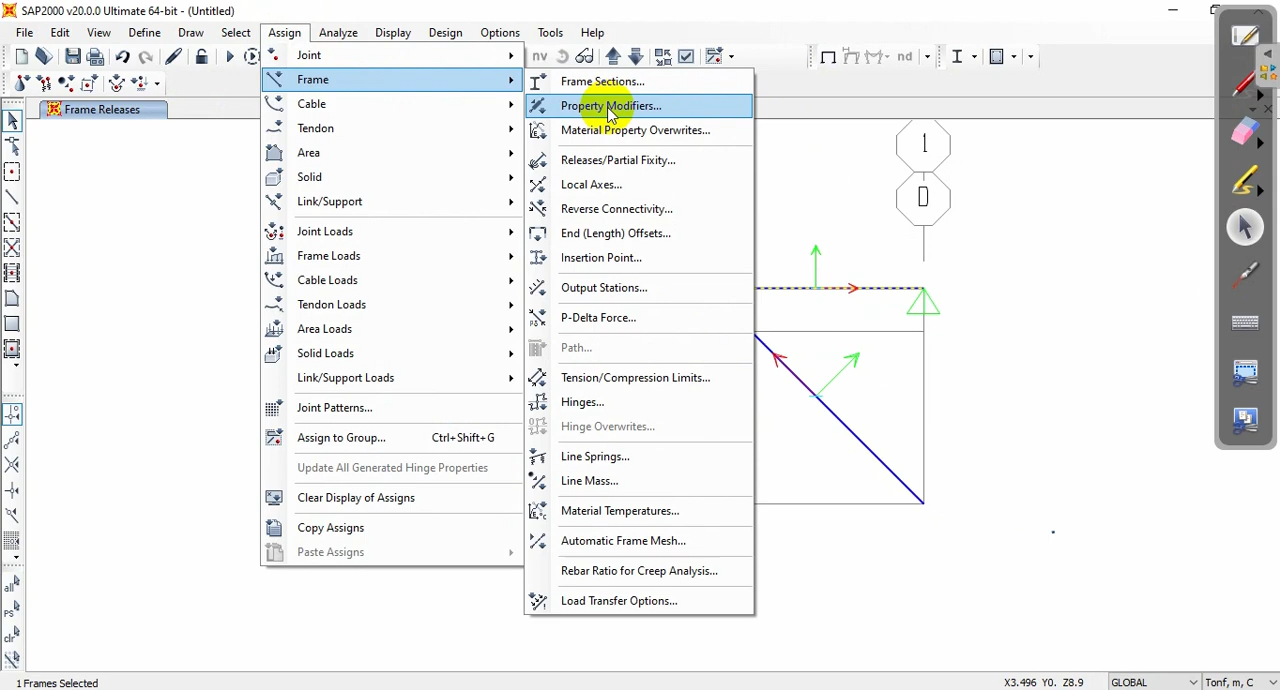 SAP2000 v20.0.0 Ultimate 64-bit - (Untitled)
File Edit View Define Draw Select Assign Analyze Display Design Options Tools Help
nv
nd
Frame Releases
Joint
Frame
Cable
Tendon
Area
Solid
Link/Support
Joint Loads
Frame Loads
Cable Loads
Tendon Loads
Area Loads
Solid Loads
Link/Support Loads
Joint Patterns...
Assign to Group... Ctrl+Shift+G
Update All Generated Hinge Properties
Clear Display of Assigns
Copy Assigns
Paste Assigns
Frame Sections...
Property Modifiers...
Material Property Overwrites...
Releases/Partial Fixity...
Local Axes...
Reverse Connectivity...
End (Length) Offsets...
Insertion Point...
Output Stations...
P-Delta Force...
Path...
Tension/Compression Limits...
Hinges...
Hinge Overwrites...
Line Springs...
Line Mass...
Material Temperatures...
Automatic Frame Mesh...
Rebar Ratio for Creep Analysis...
Load Transfer Options...
1
D
all
PS
clr
1 Frames Selected
X3.496 Y0. Z8.9
GLOBAL
Tonf, m, C